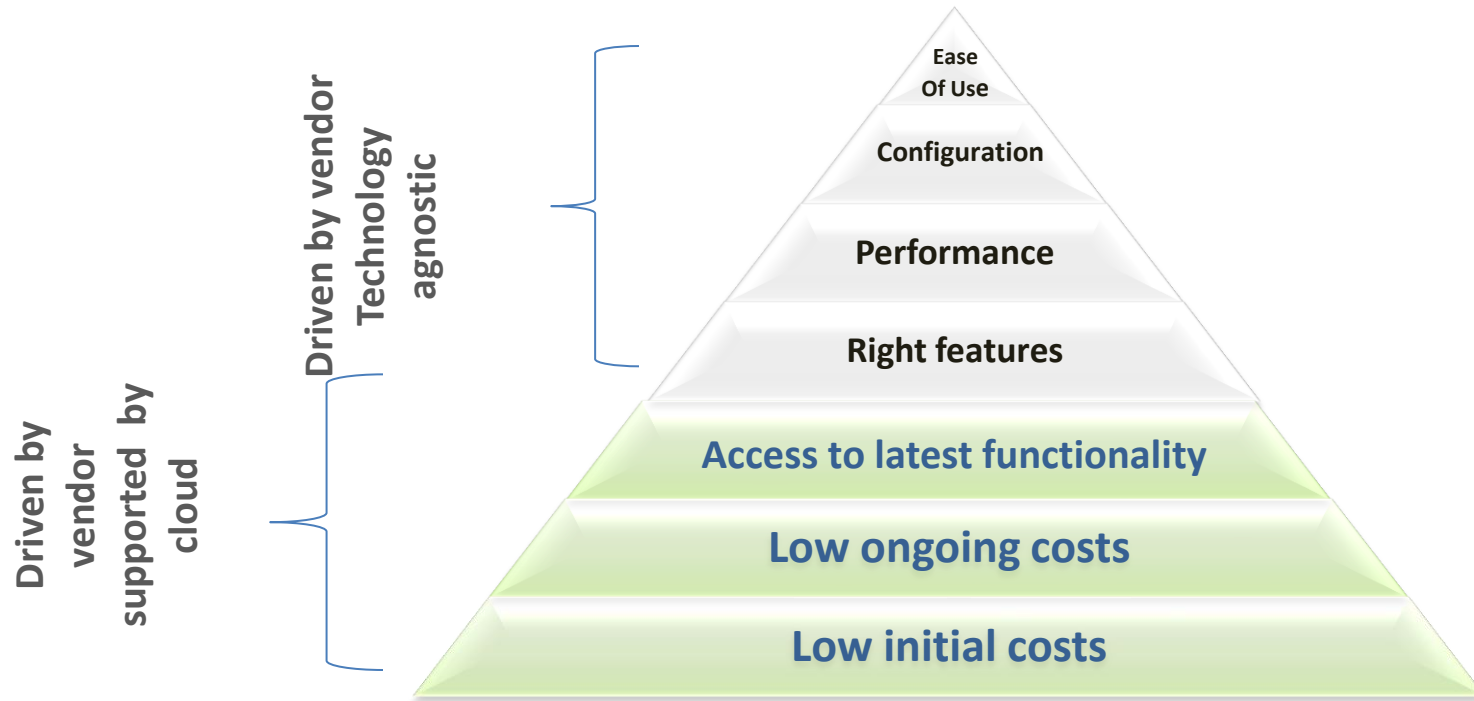 Driven by vendor
Technology
agnostic
Driven by
vendor
supported by
cloud
Ease
Of Use
Configuration
Performance
Right features
Access to latest functionality
Low ongoing costs
Low initial costs